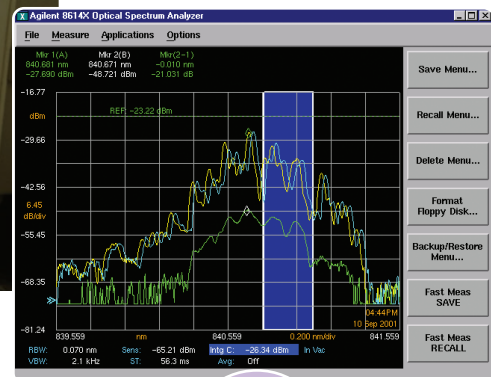 Agilent 8614X Optical Spectrum Analyzer
File Measure Applications Options
Mkr 1(A) Mkr 2(B) Mkr(2-1)
840.681 nm 840.671 nm -0.010 nm
-27.690 dBm -48.721 dBm -21.031 dB
-16.77
dBm
REF: -23.22 dBm
-29.66
-42.56
6.45
dB/div
-55.45
-68.35
-81.24
04:44PM
10 Sep 2001
839.559 nm 840.559 0.200 nm/div 841.559
RBW: 0.070 nm Sens: -65.21 dBm Intg C: -26.34 dBm In Vac
VBW: 2.1 kHz ST: 56.3 ms Avg: Off
Save Menu...
Recall Menu...
Delete Menu...
Format
Floppy Disk...
Backup/Restore
Menu...
Fast Meas
SAVE
Fast Meas
RECALL